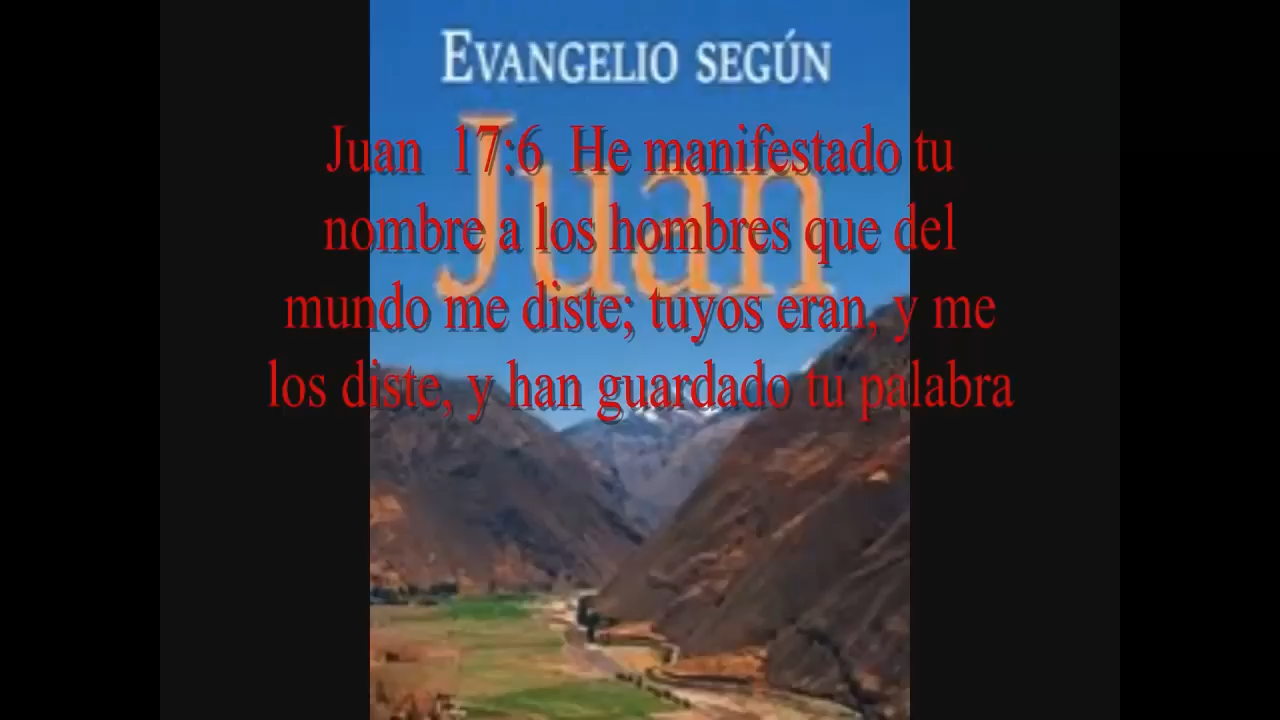 EVANGELIO SEGÚN
Juan
Juan 17:6 He manifestado tu
nombre a los hombres que del
mundo me diste; tuyos eran, y me
los diste, y han guardado tu palabra